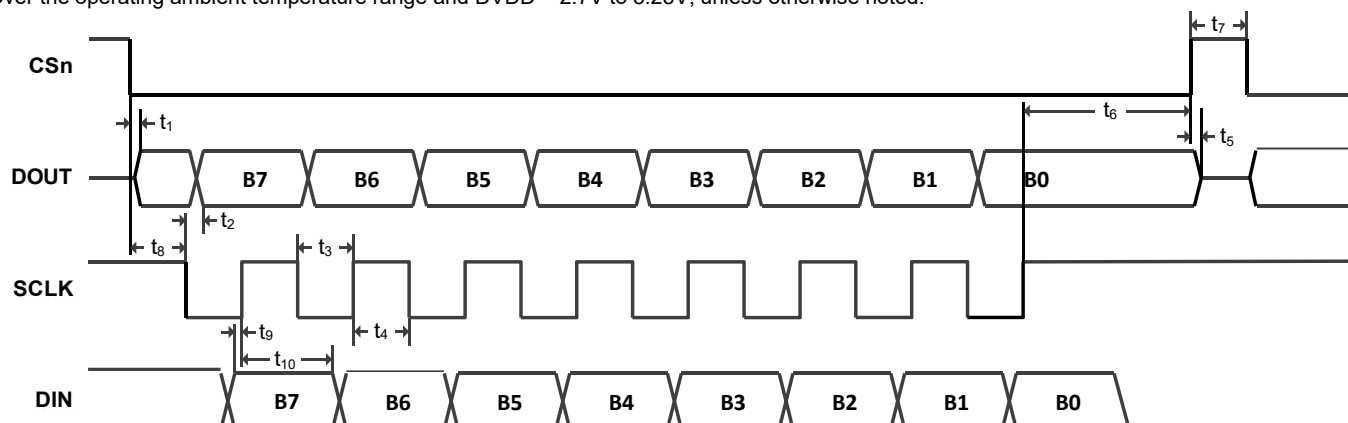 over the operating ambient temperature range and DVDD = 2.7V to 5.25V, unless otherwise noted.
t7
CSn
t6
t1
t5
DOUT B7 B6 B5 B4 B3 B2 B1 B0
t2
t8 t3
SCLK
t9 t4
t10
DIN B7 B6 B5 B4 B3 B2 B1 B0